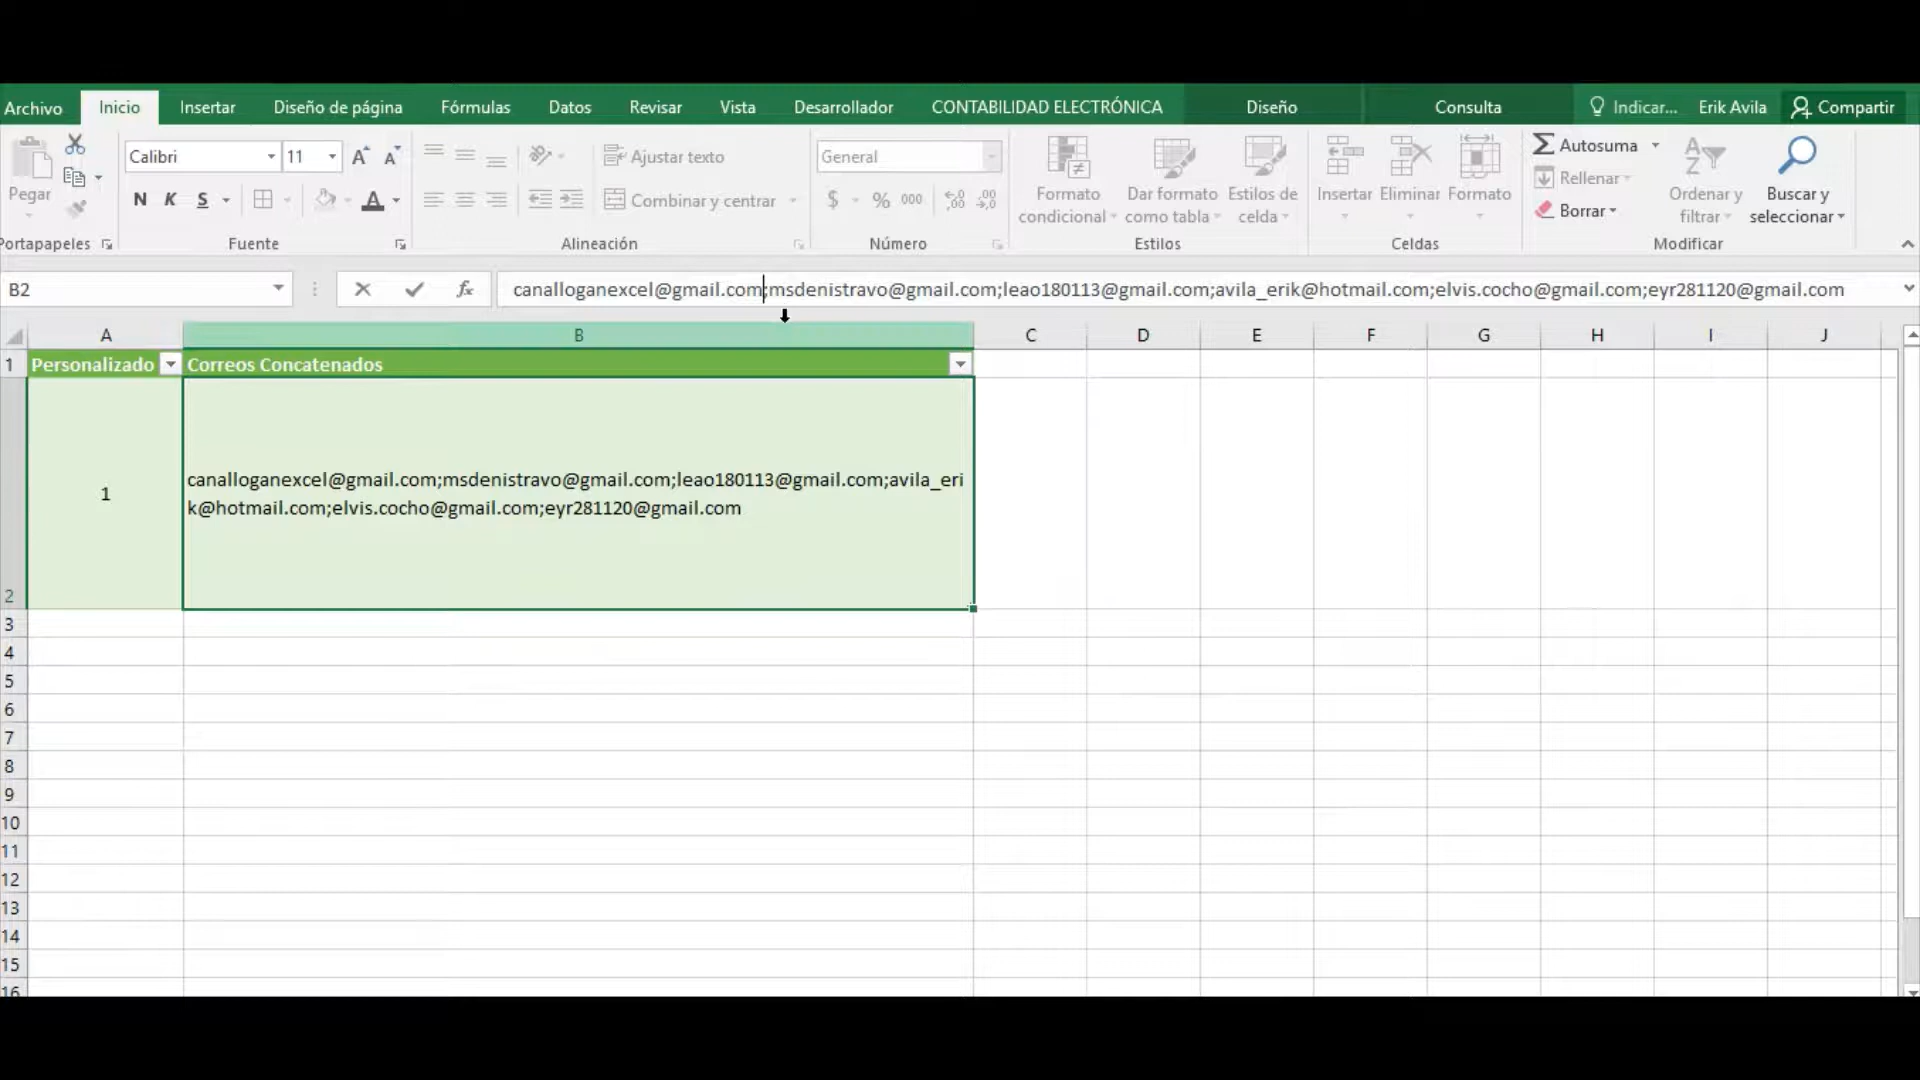 Archivo Inicio Insertar Diseño de página Fórmulas Datos Revisar Vista Desarrollador CONTABILIDAD ELECTRÓNICA Diseño Consulta Indicar... Erik Avila Compartir
Pegar
Portapapeles
Calibri 11
N K S A
Fuente
Ajustar texto
Combinar y centrar
Alineación
General
$ % 000
Número
Formato condicional
Dar formato como tabla
Estilos de celda
Estilos
Insertar Eliminar Formato
Celdas
Autosuma
Rellenar
Borrar
Ordenar y filtrar
Buscar y seleccionar
Modificar
B2 fx canalloganexcel@gmail.com;msdenistravo@gmail.com;leao180113@gmail.com;avila_erik@hotmail.com;elvis.cocho@gmail.com;eyr281120@gmail.com
A B C D E F G H I J
1 Personalizado Correos Concatenados
canalloganexcel@gmail.com;msdenistravo@gmail.com;leao180113@gmail.com;avila_eri
1
k@hotmail.com;elvis.cocho@gmail.com;eyr281120@gmail.com
2
3
4
5
6
7
8
9
10
11
12
13
14
15
16